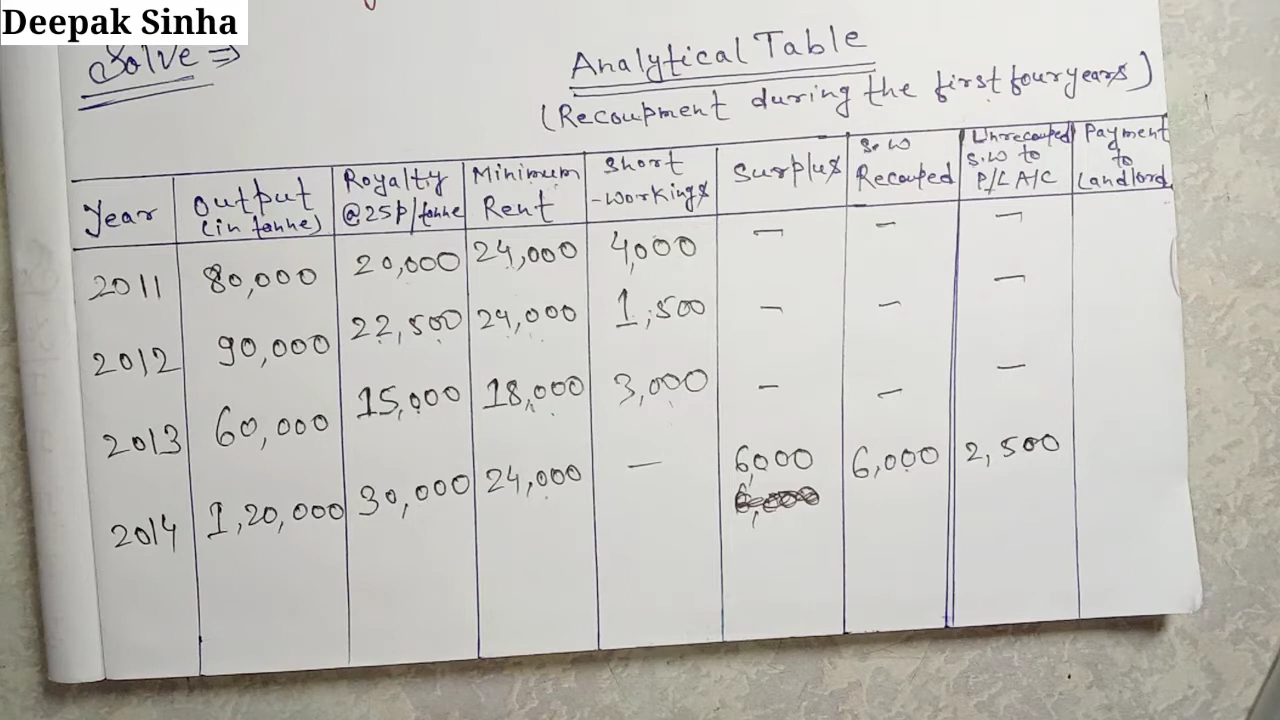 Deepak Sinha
Solve ⇒
Analytical Table
(Recoupment during the first four years)
Year
Output
(in tonne)
Royalty
@25p/tonne
Minimum
Rent
Short
-workings
Surplus
S.W
Recouped
Unrecouped
S.W to
P/L A/C
Payment
to
Landlord
2011 80,000 20,000 24,000 4,000 — — —
2012 90,000 22,500 24,000 1,500 — — —
2013 60,000 15,000 18,000 3,000 — — —
2014 1,20,000 30,000 24,000 — 6,000 6,000 2,500